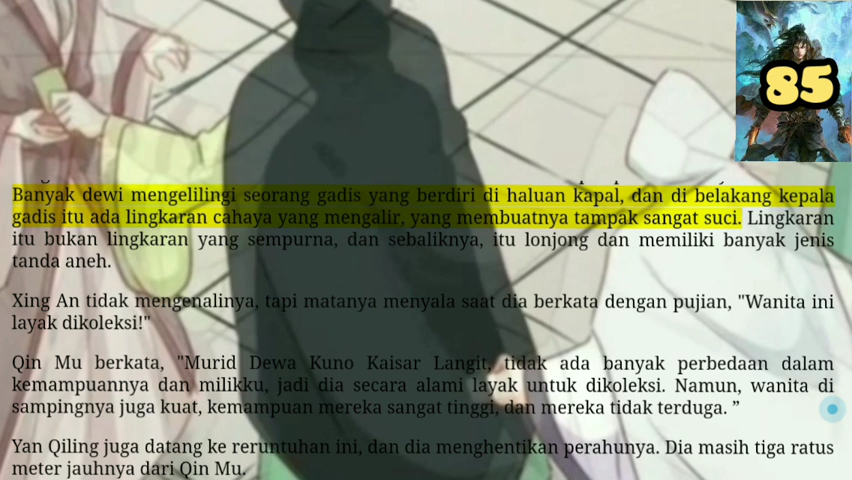 85
Banyak dewi mengelilingi seorang gadis yang berdiri di haluan kapal, dan di belakang kepala
gadis itu ada lingkaran cahaya yang mengalir, yang membuatnya tampak sangat suci. Lingkaran
itu bukan lingkaran yang sempurna, dan sebaliknya, itu lonjong dan memiliki banyak jenis
tanda aneh.
Xing An tidak mengenalinya, tapi matanya menyala saat dia berkata dengan pujian, "Wanita ini
layak dikoleksi!"
Qin Mu berkata, "Murid Dewa Kuno Kaisar Langit, tidak ada banyak perbedaan dalam
kemampuannya dan milikku, jadi dia secara alami layak untuk dikoleksi. Namun, wanita di
sampingnya juga kuat, kemampuan mereka sangat tinggi, dan mereka tidak terduga. ”
Yan Qiling juga datang ke reruntuhan ini, dan dia menghentikan perahunya. Dia masih tiga ratus
meter jauhnya dari Qin Mu.